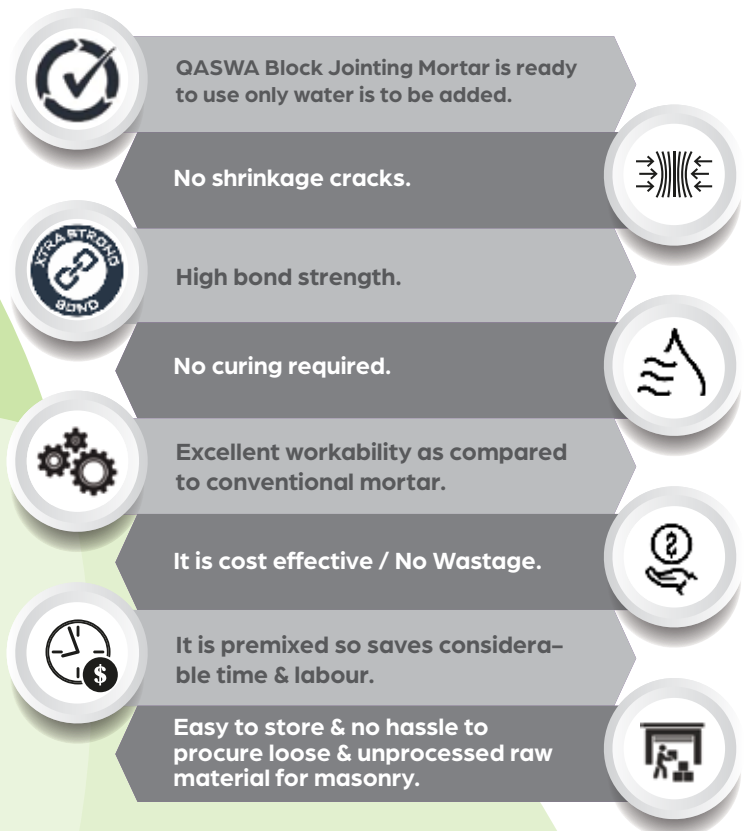 QASWA Block Jointing Mortar is ready
to use only water is to be added.
No shrinkage cracks.
XTRA STRONG
BOND
High bond strength.
No curing required.
Excellent workability as compared
to conventional mortar.
It is cost effective / No Wastage.
$
It is premixed so saves considera-
ble time & labour.
Easy to store & no hassle to
procure loose & unprocessed raw
material for masonry.